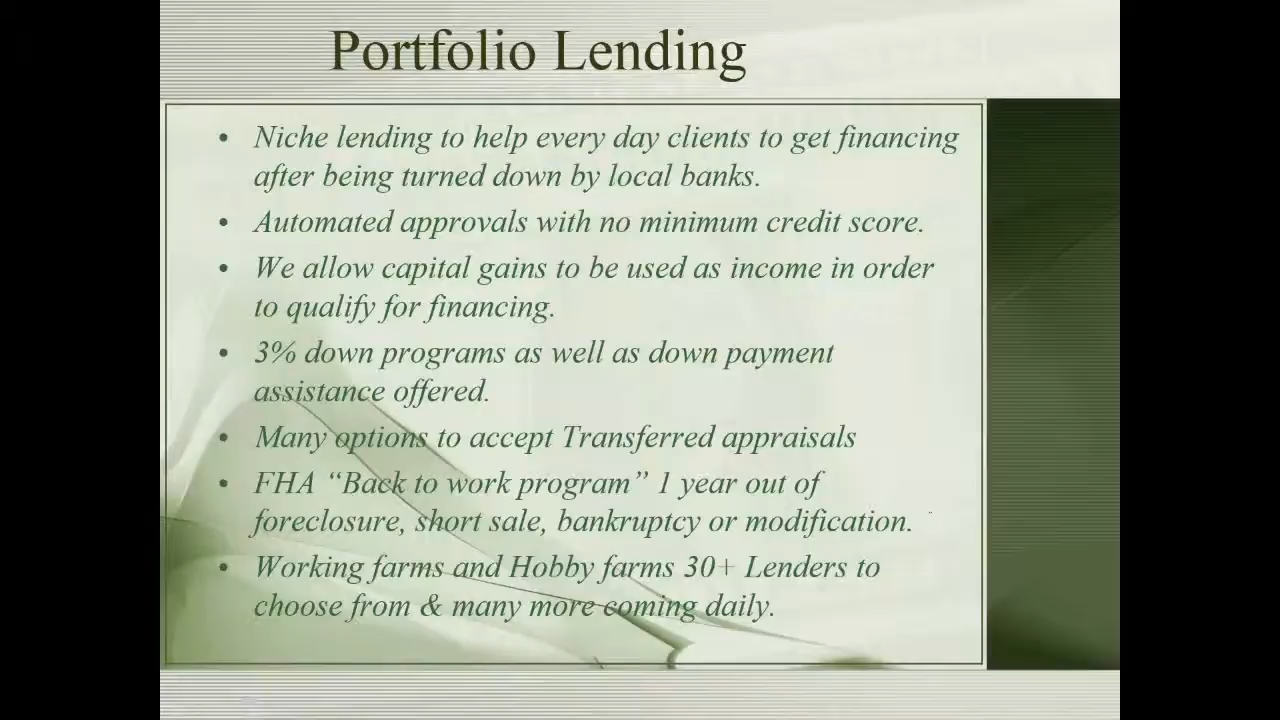 Portfolio Lending
• Niche lending to help every day clients to get financing
after being turned down by local banks.
• Automated approvals with no minimum credit score.
• We allow capital gains to be used as income in order
to qualify for financing.
• 3% down programs as well as down payment
assistance offered.
• Many options to accept Transferred appraisals
• FHA “Back to work program” 1 year out of
foreclosure, short sale, bankruptcy or modification.
• Working farms and Hobby farms 30+ Lenders to
choose from & many more coming daily.